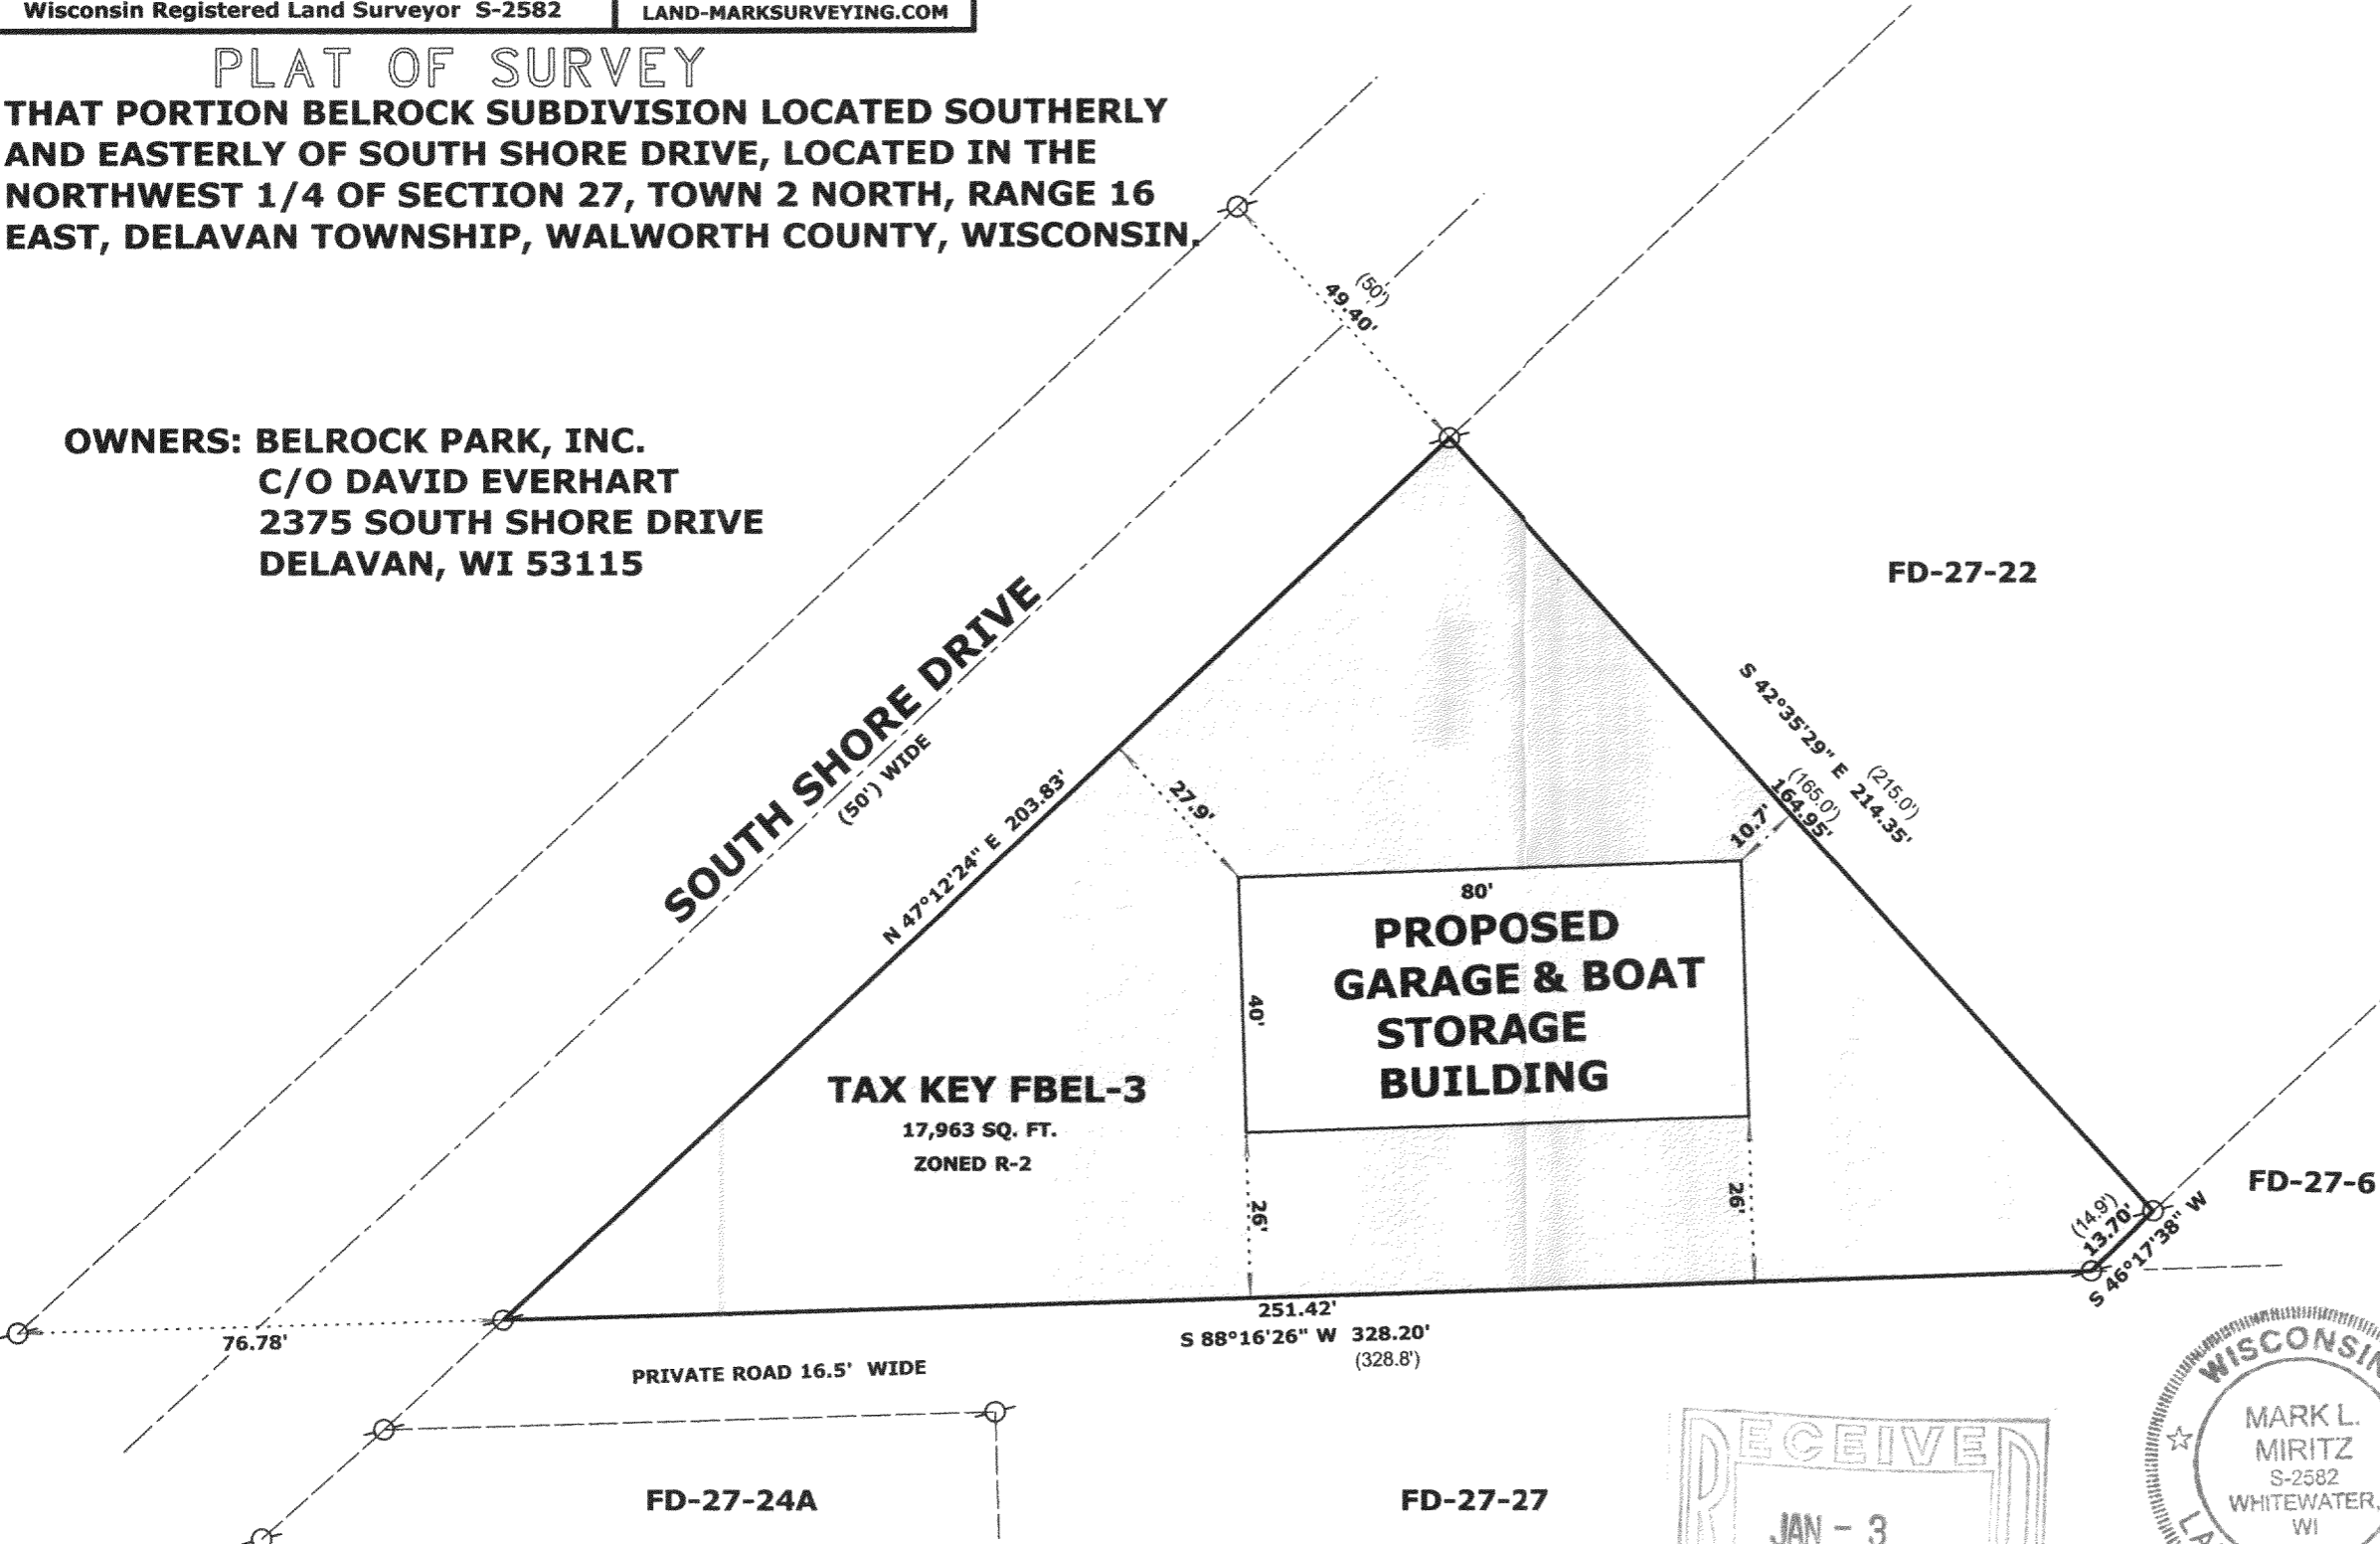 Wisconsin Registered Land Surveyor S-2582
LAND-MARKSURVEYING.COM
PLAT OF SURVEY
THAT PORTION BELROCK SUBDIVISION LOCATED SOUTHERLY
AND EASTERLY OF SOUTH SHORE DRIVE, LOCATED IN THE
NORTHWEST 1/4 OF SECTION 27, TOWN 2 NORTH, RANGE 16
EAST, DELAVAN TOWNSHIP, WALWORTH COUNTY, WISCONSIN.
(50')
49.40'
OWNERS: BELROCK PARK, INC.
C/O DAVID EVERHART
2375 SOUTH SHORE DRIVE
DELAVAN, WI 53115
FD-27-22
SOUTH SHORE DRIVE
(50') WIDE
N 47°12'24" E 203.83'
27.9'
S 42°35'29" E 214.35'
(215.0')
(165.0')
164.95'
10.7'
80'
PROPOSED
GARAGE & BOAT
STORAGE
BUILDING
40'
TAX KEY FBEL-3
17,963 SQ. FT.
ZONED R-2
26'
26'
FD-27-6
(14.9')
13.70'
S 46°17'38" W
76.78'
251.42'
S 88°16'26" W 328.20'
(328.8')
PRIVATE ROAD 16.5' WIDE
FD-27-24A
FD-27-27
RECEIVED
JAN - 3
WISCONSIN
MARK L.
MIRITZ
S-2582
WHITEWATER,
WI